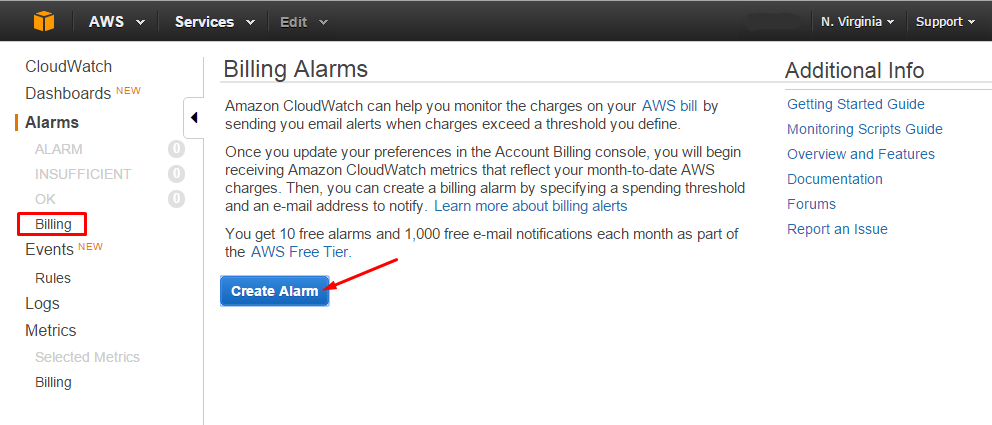 AWS Services Edit N. Virginia Support
CloudWatch
Dashboards NEW
Alarms
ALARM 0
INSUFFICIENT 0
OK 0
Billing
Events NEW
Rules
Logs
Metrics
Selected Metrics
Billing
Billing Alarms
Amazon CloudWatch can help you monitor the charges on your AWS bill by
sending you email alerts when charges exceed a threshold you define.
Once you update your preferences in the Account Billing console, you will begin
receiving Amazon CloudWatch metrics that reflect your month-to-date AWS
charges. Then, you can create a billing alarm by specifying a spending threshold
and an e-mail address to notify. Learn more about billing alerts
You get 10 free alarms and 1,000 free e-mail notifications each month as part of
the AWS Free Tier.
Create Alarm
Additional Info
Getting Started Guide
Monitoring Scripts Guide
Overview and Features
Documentation
Forums
Report an Issue